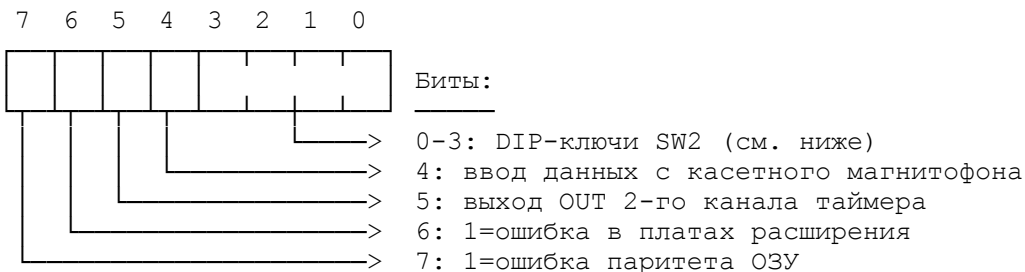 7 6 5 4 3 2 1 0
Биты:
0-3: DIP-ключи SW2 (см. ниже)
4: ввод данных с касетного магнитофона
5: выход OUT 2-го канала таймера
6: 1=ошибка в платах расширения
7: 1=ошибка паритета ОЗУ